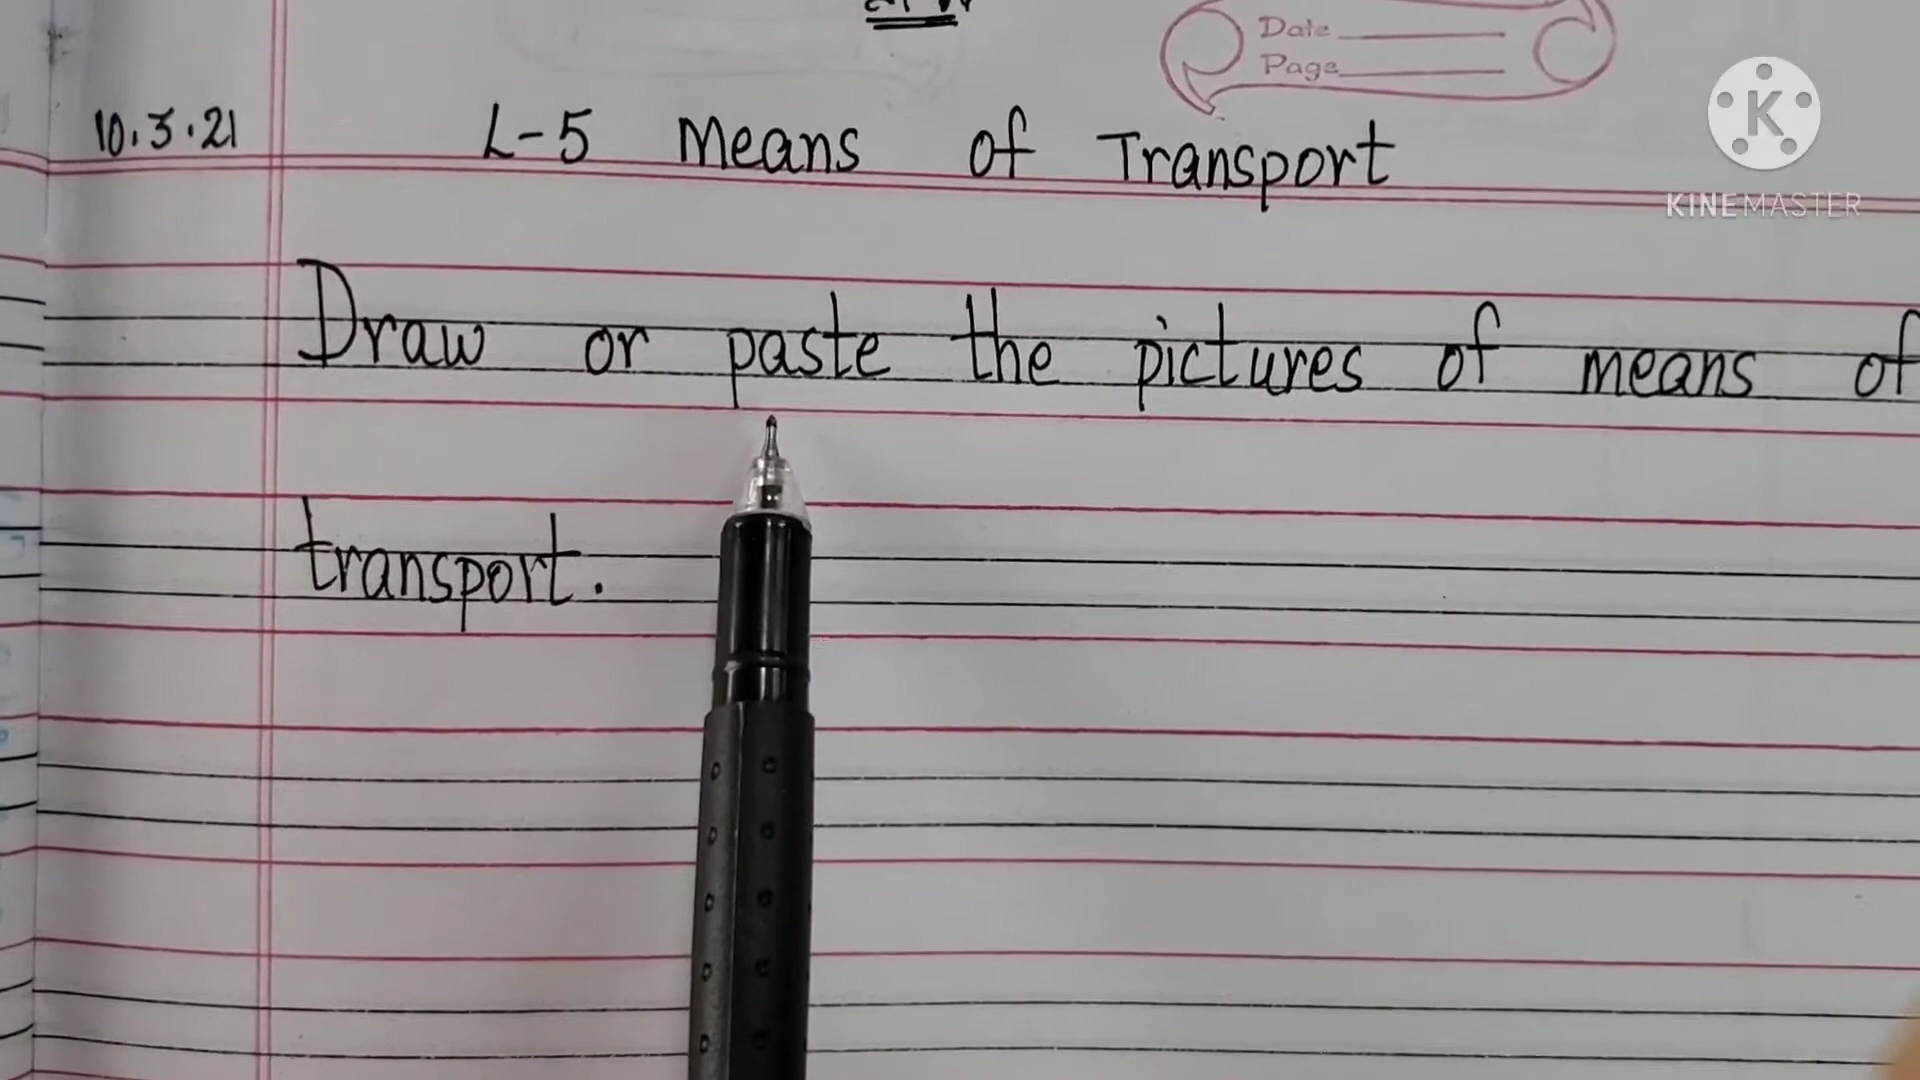 Date
Page
K
KINEMASTER
10.3.21
L-5 Means of Transport
Draw or paste the pictures of means of
transport.